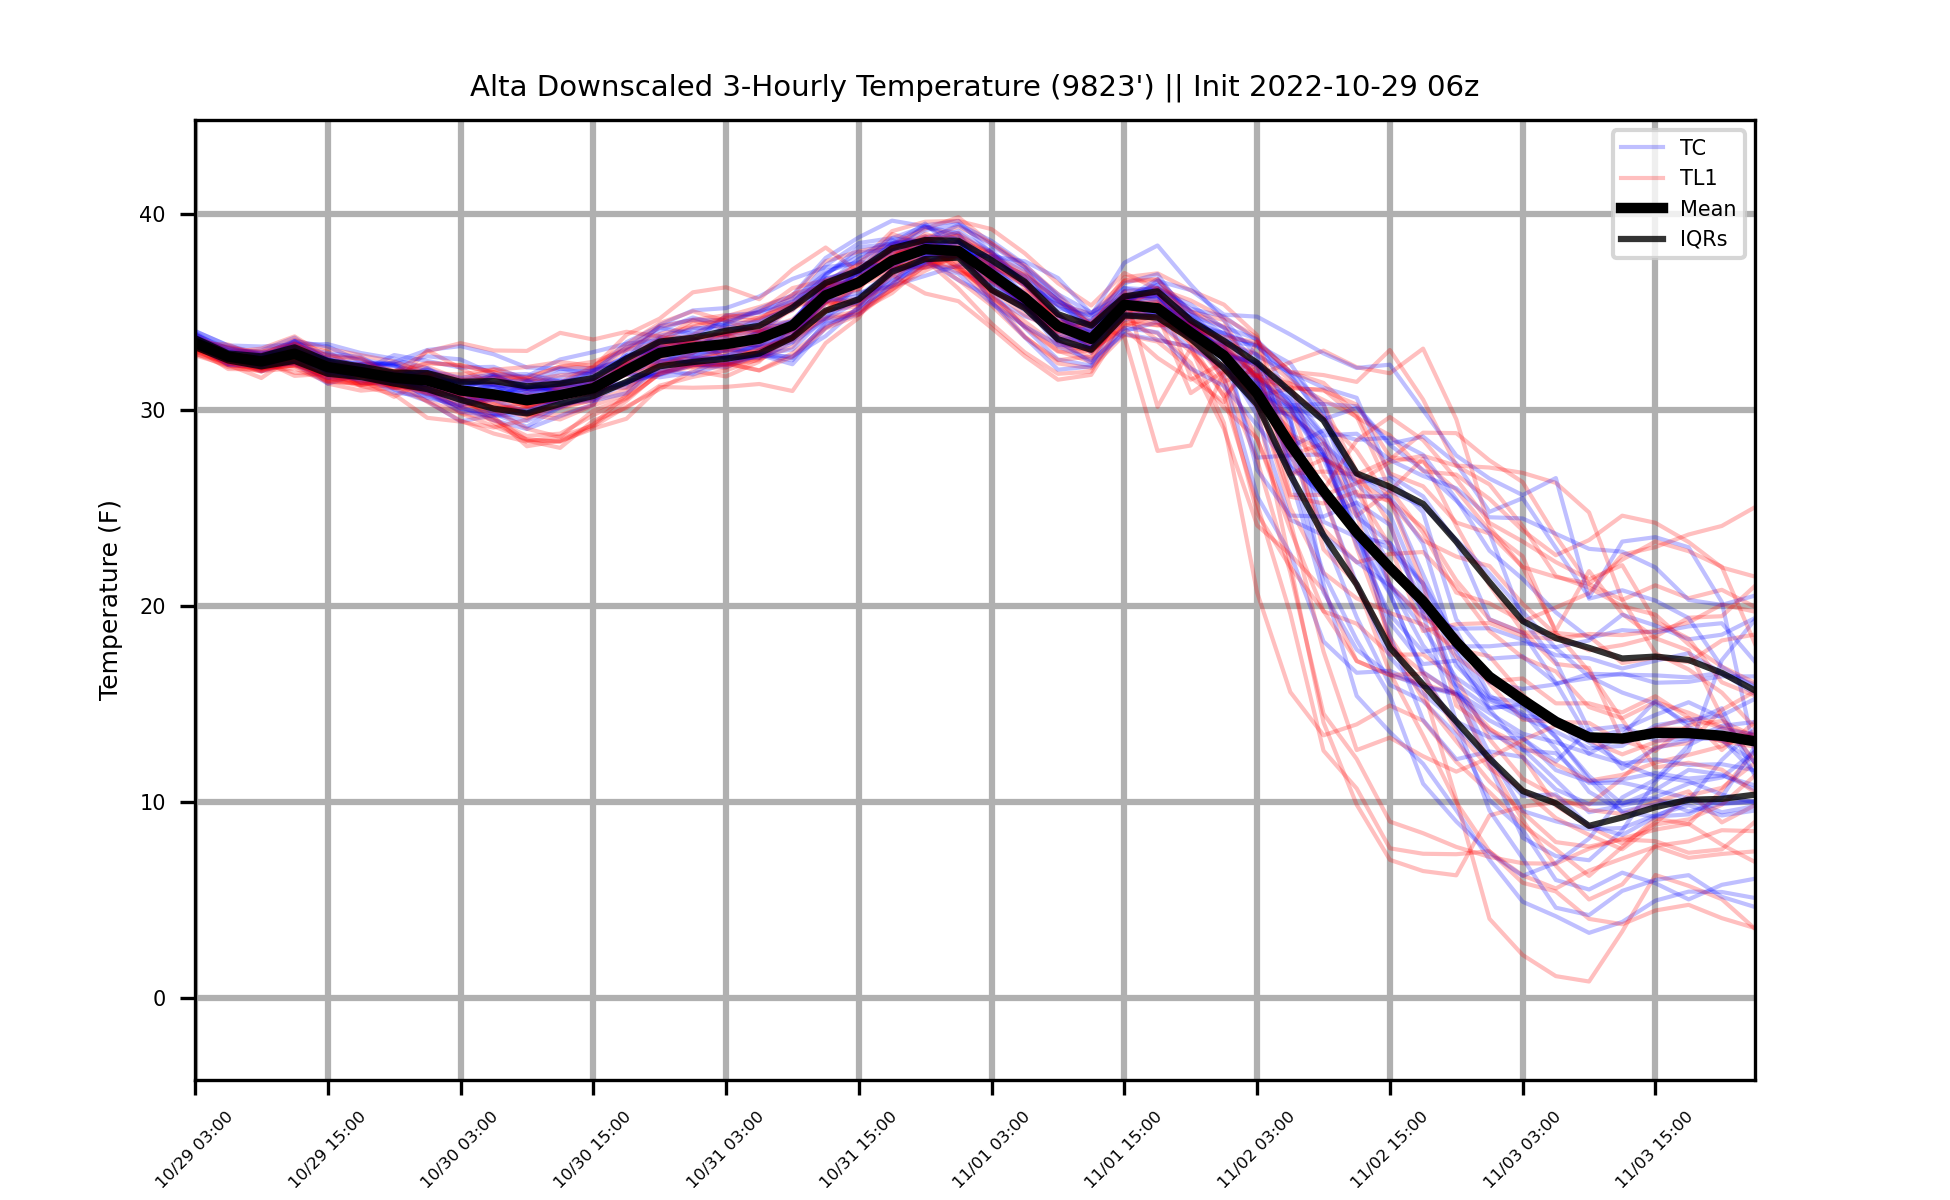 Alta Downscaled 3-Hourly Temperature (9823') || Init 2022-10-29 06z
TC
TL1
Mean
IQRs
Temperature (F)
40
30
20
10
0
10/29 03:00
10/29 15:00
10/30 03:00
10/30 15:00
10/31 03:00
10/31 15:00
11/01 03:00
11/01 15:00
11/02 03:00
11/02 15:00
11/03 03:00
11/03 15:00